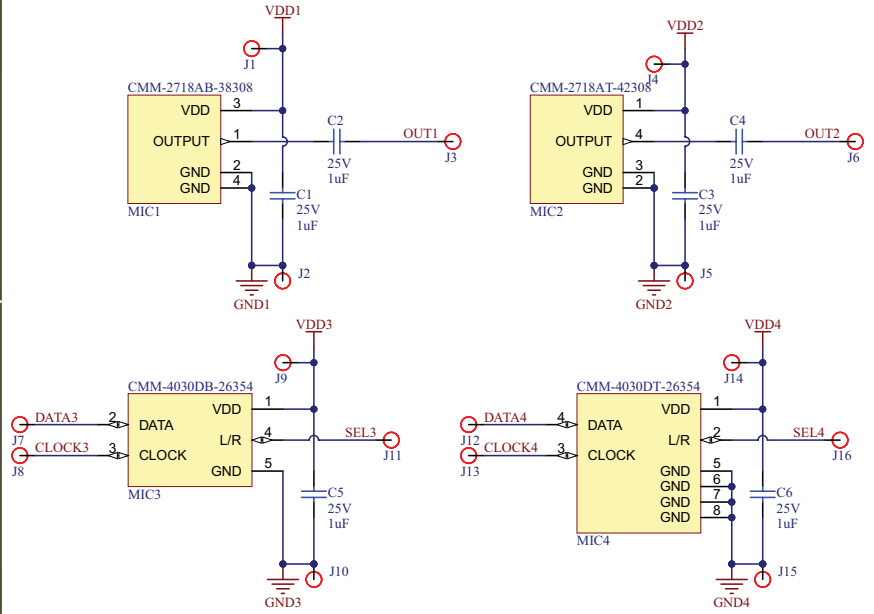 VDD1
J1
CMM-2718AB-38308
VDD 3
OUTPUT 1
GND 2
GND 4
MIC1
C2
25V
1uF
OUT1
J3
C1
25V
1uF
J2
GND1
VDD2
J4
CMM-2718AT-42308
VDD 1
OUTPUT 4
GND 3
GND 2
MIC2
C4
25V
1uF
OUT2
J6
C3
25V
1uF
J5
GND2
VDD3
J9
CMM-4030DB-26354
DATA3 2 DATA
J7
CLOCK3 3 CLOCK
J8
VDD 1
L/R 4
SEL3
J11
GND 5
MIC3
C5
25V
1uF
J10
GND3
VDD4
J14
CMM-4030DT-26354
DATA4 4 DATA
J12
CLOCK4 3 CLOCK
J13
VDD 1
L/R 2
SEL4
J16
GND 5
GND 6
GND 7
GND 8
MIC4
C6
25V
1uF
J15
GND4